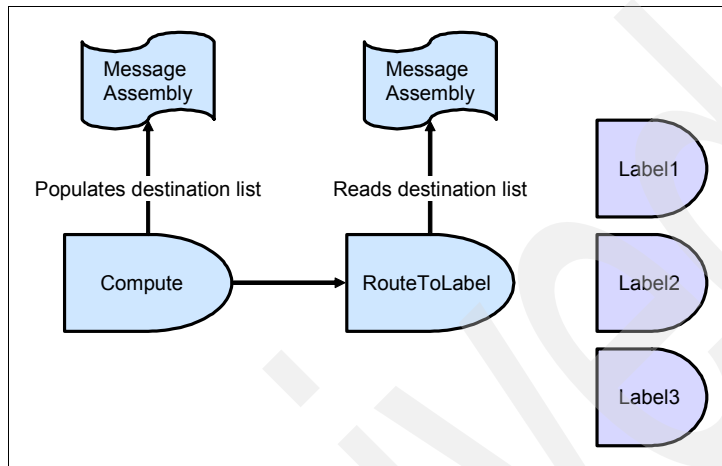 Message
Assembly
Message
Assembly
Populates destination list
Reads destination list
Compute
RouteToLabel
Label1
Label2
Label3